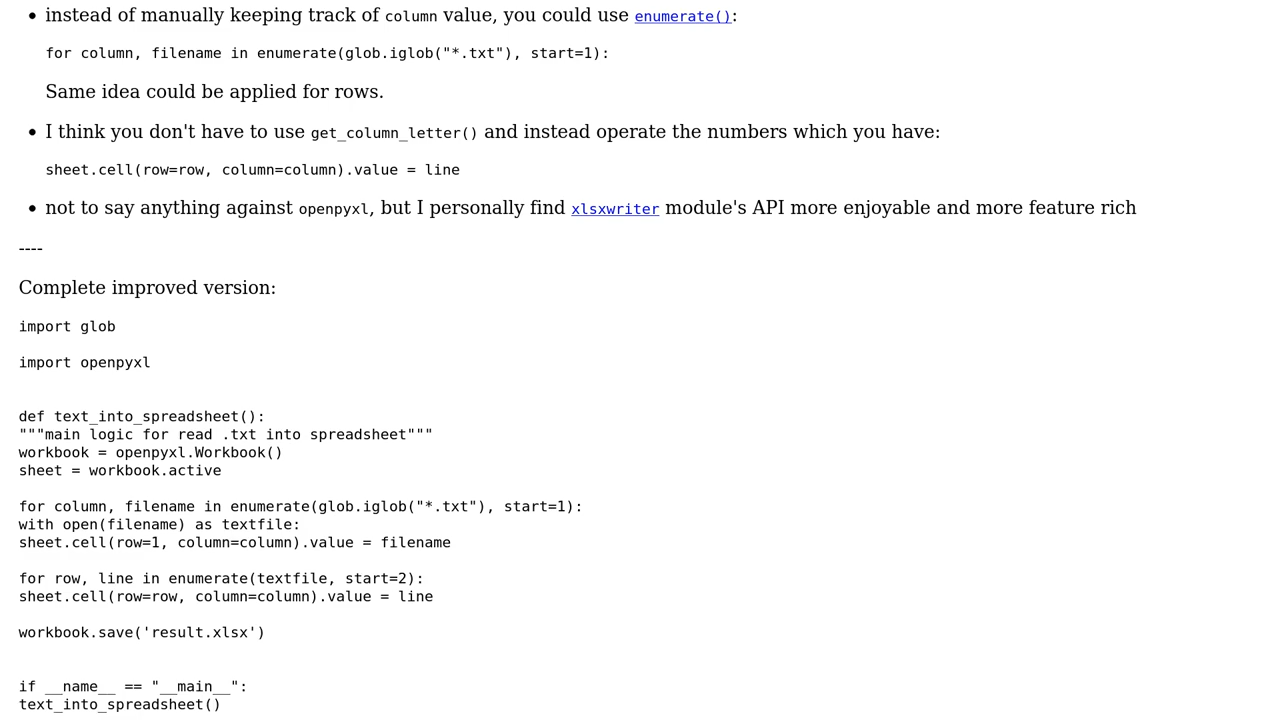 • instead of manually keeping track of column value, you could use enumerate():
for column, filename in enumerate(glob.iglob("*.txt"), start=1):
Same idea could be applied for rows.
• I think you don't have to use get_column_letter() and instead operate the numbers which you have:
sheet.cell(row=row, column=column).value = line
• not to say anything against openpyxl, but I personally find xlsxwriter module's API more enjoyable and more feature rich
----
Complete improved version:
import glob
import openpyxl
def text_into_spreadsheet():
"""main logic for read .txt into spreadsheet"""
workbook = openpyxl.Workbook()
sheet = workbook.active
for column, filename in enumerate(glob.iglob("*.txt"), start=1):
with open(filename) as textfile:
sheet.cell(row=1, column=column).value = filename
for row, line in enumerate(textfile, start=2):
sheet.cell(row=row, column=column).value = line
workbook.save('result.xlsx')
if __name__ == "__main__":
text_into_spreadsheet()